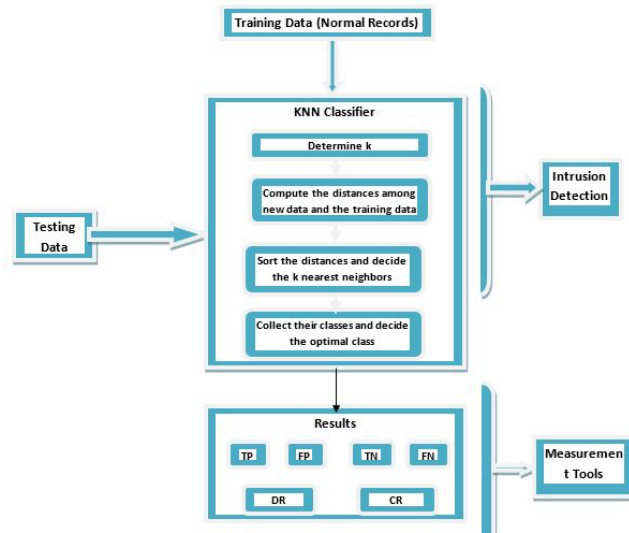 Training Data (Normal Records)
KNN Classifier
Determine k
Compute the distances among
new data and the training data
Sort the distances and decide
the k nearest neighbors
Collect their classes and decide
the optimal class
Testing
Data
Intrusion
Detection
Results
TP
FP
TN
FN
DR
CR
Measuremen
t Tools